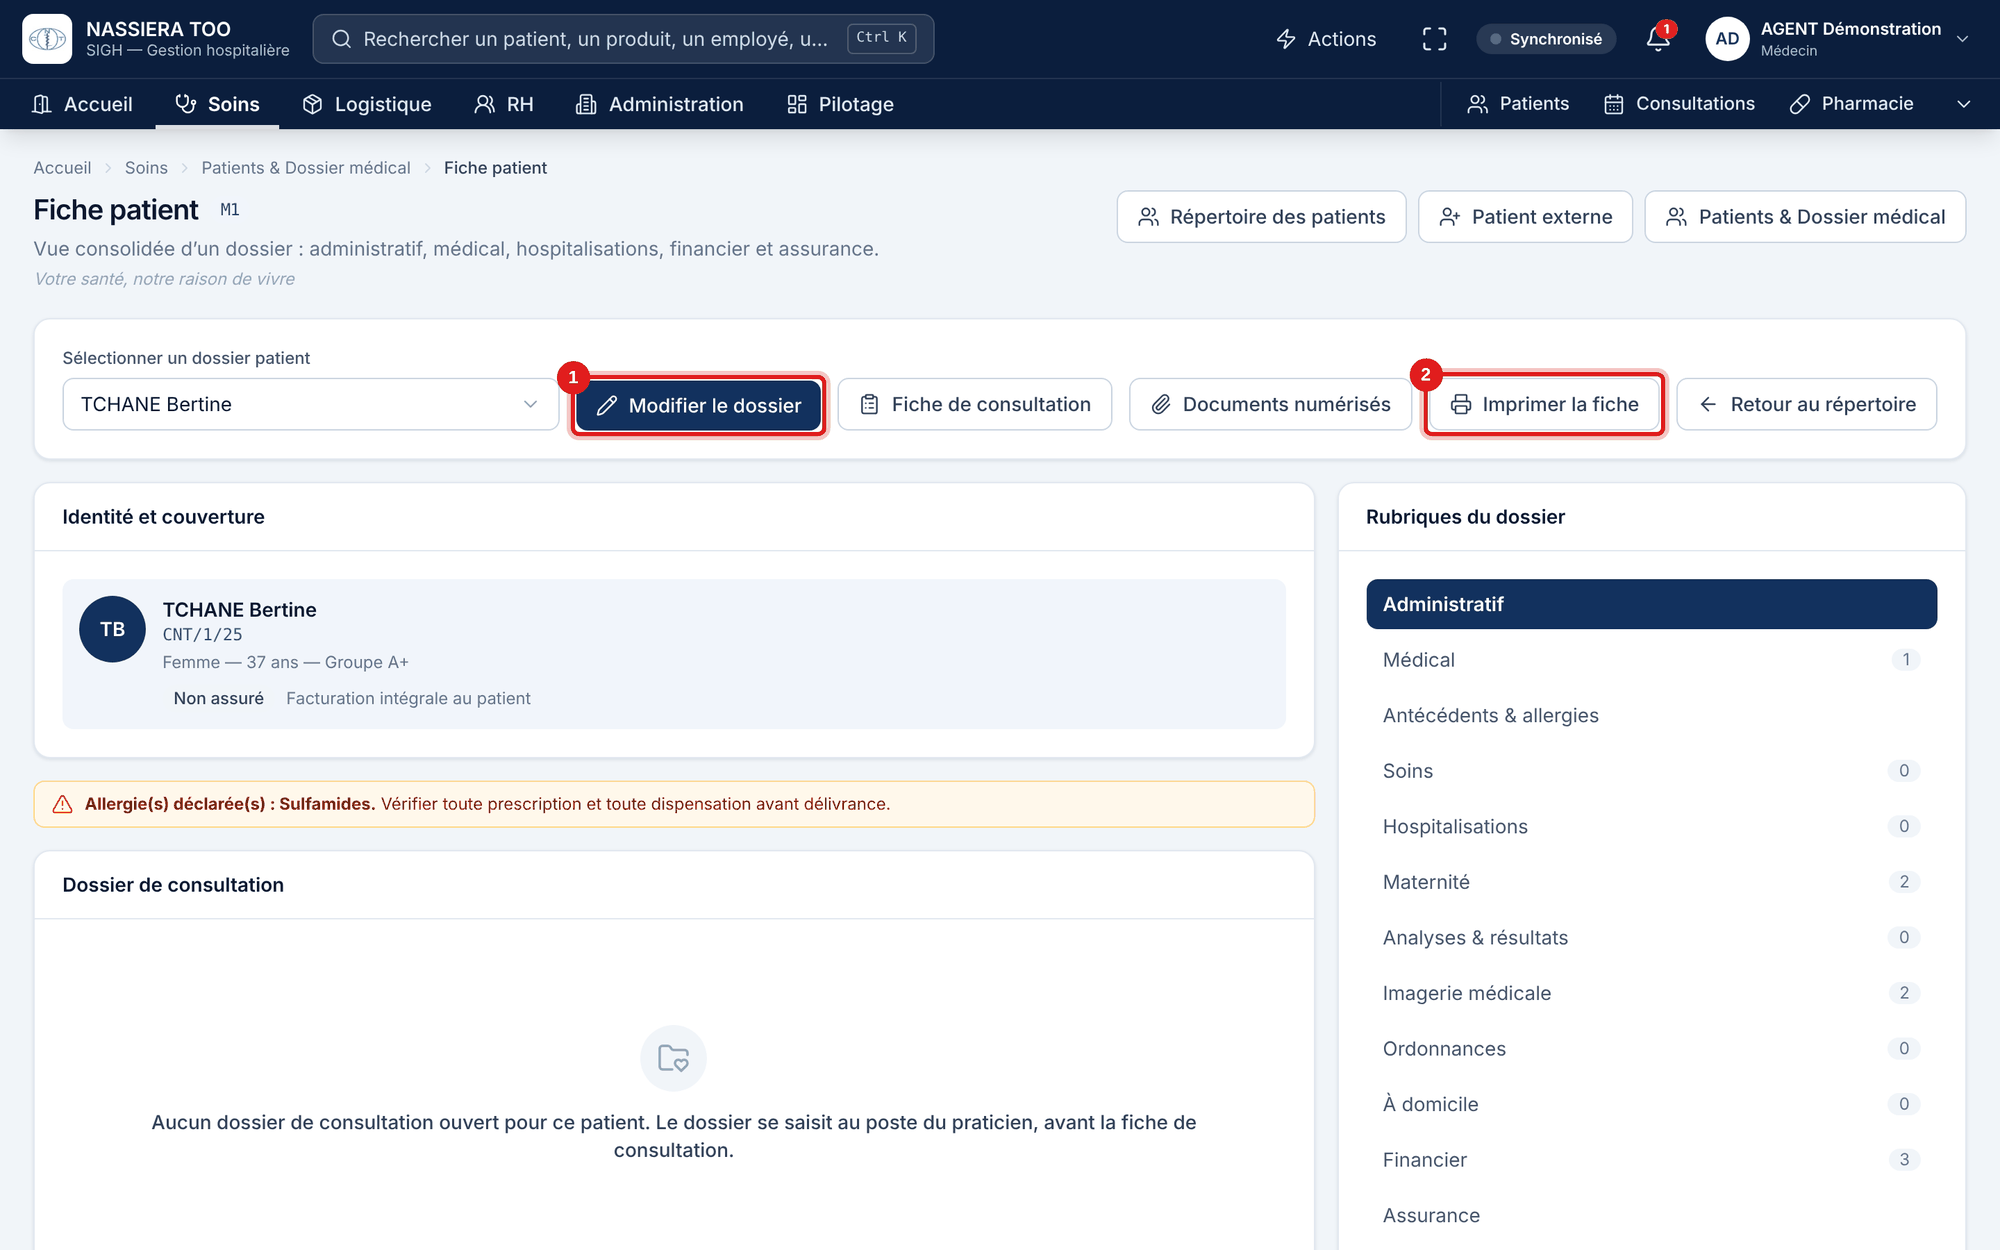 NASSIERA TOO
SIGH — Gestion hospitalière
Rechercher un patient, un produit, un employé, u...
Ctrl K
Actions
Synchronisé
1
AD
AGENT Démonstration
Médecin
Accueil
Soins
Logistique
RH
Administration
Pilotage
Patients
Consultations
Pharmacie
Accueil > Soins > Patients & Dossier médical > Fiche patient
Fiche patient M1
Vue consolidée d’un dossier : administratif, médical, hospitalisations, financier et assurance.
Votre santé, notre raison de vivre
Répertoire des patients
Patient externe
Patients & Dossier médical
Sélectionner un dossier patient
TCHANE Bertine
1
Modifier le dossier
Fiche de consultation
Documents numérisés
2
Imprimer la fiche
Retour au répertoire
Identité et couverture
TB
TCHANE Bertine
CNT/1/25
Femme — 37 ans — Groupe A+
Non assuré Facturation intégrale au patient
Allergie(s) déclarée(s) : Sulfamides. Vérifier toute prescription et toute dispensation avant délivrance.
Dossier de consultation
Aucun dossier de consultation ouvert pour ce patient. Le dossier se saisit au poste du praticien, avant la fiche de
consultation.
Rubriques du dossier
Administratif
Médical 1
Antécédents & allergies
Soins 0
Hospitalisations 0
Maternité 2
Analyses & résultats 0
Imagerie médicale 2
Ordonnances 0
À domicile 0
Financier 3
Assurance